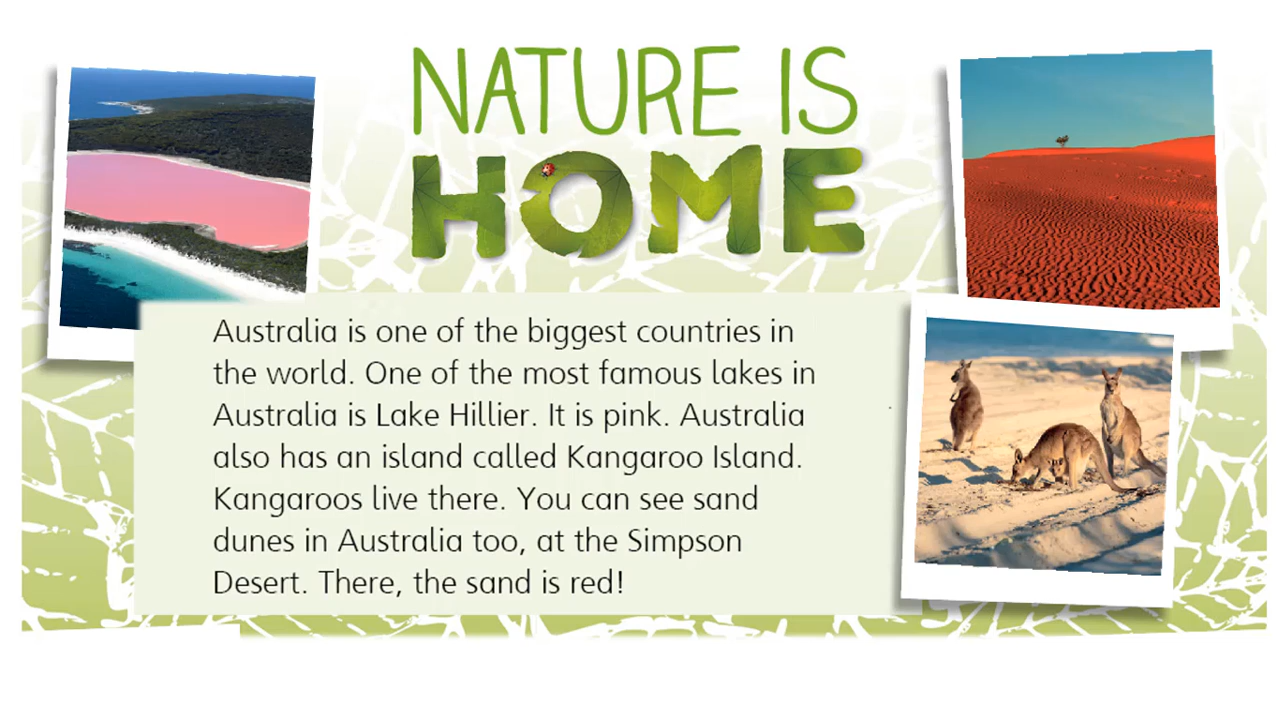 NATURE IS
HOME
Australia is one of the biggest countries in
the world. One of the most famous lakes in
Australia is Lake Hillier. It is pink. Australia
also has an island called Kangaroo Island.
Kangaroos live there. You can see sand
dunes in Australia too, at the Simpson
Desert. There, the sand is red!